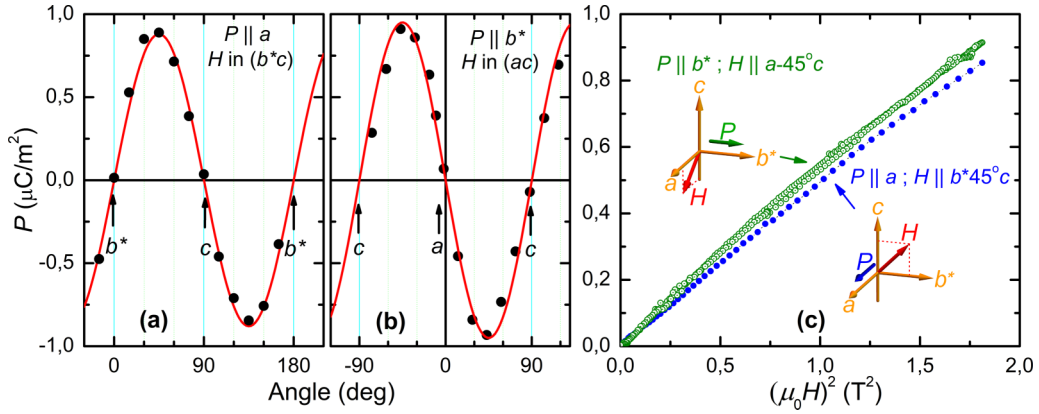 P || a
H in (b*c)
P || b*
H in (ac)
1,0
0,5
0,0
-0,5
-1,0
P (μC/m²)
b*
c
b*
c
a
c
(a)
(b)
0
90
180
-90
0
90
Angle (deg)
1,0
0,8
0,6
0,4
0,2
0,0
P || b* ; H || a-45°c
c
P
b*
a
H
P || a ; H || b*45°c
c
H
P
b*
a
(c)
0,0
0,5
1,0
1,5
2,0
(μ₀H)² (T²)